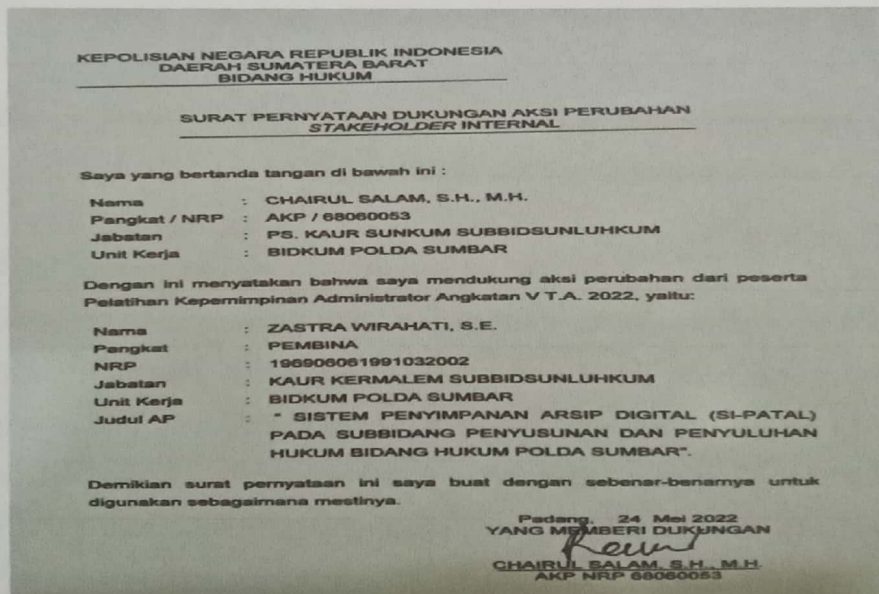 KEPOLISIAN NEGARA REPUBLIK INDONESIA
DAERAH SUMATERA BARAT
BIDANG HUKUM
SURAT PERNYATAAN DUKUNGAN AKSI PERUBAHAN
STAKEHOLDER INTERNAL
Saya yang bertanda tangan di bawah ini :
Nama : CHAIRUL SALAM, S.H., M.H.
Pangkat / NRP : AKP / 68060053
Jabatan : PS. KAUR SUNKUM SUBBIDSUNLUHKUM
Unit Kerja : BIDKUM POLDA SUMBAR
Dengan ini menyatakan bahwa saya mendukung aksi perubahan dari peserta
Pelatihan Kepemimpinan Administrator Angkatan V T.A. 2022, yaitu:
Nama : ZASTRA WIRAHATI, S.E.
Pangkat : PEMBINA
NRP : 196906061991032002
Jabatan : KAUR KERMALEM SUBBIDSUNLUHKUM
Unit Kerja : BIDKUM POLDA SUMBAR
Judul AP : " SISTEM PENYIMPANAN ARSIP DIGITAL (SI-PATAL)
PADA SUBBIDANG PENYUSUNAN DAN PENYULUHAN
HUKUM BIDANG HUKUM POLDA SUMBAR".
Demikian surat pernyataan ini saya buat dengan sebenar-benarnya untuk
digunakan sebagaimana mestinya.
Padang, 24 Mei 2022
YANG MEMBERI DUKUNGAN
CHAIRUL SALAM, S.H., M.H.
AKP NRP 68060053